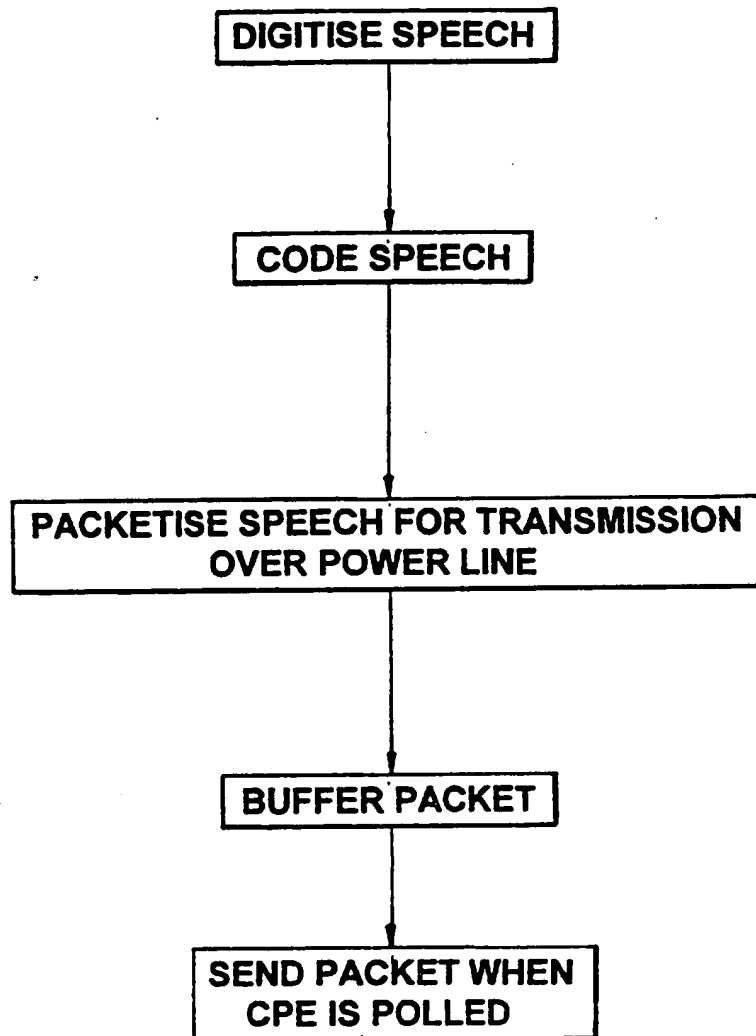 DIGITISE SPEECH
CODE SPEECH
PACKETISE SPEECH FOR TRANSMISSION
OVER POWER LINE
BUFFER PACKET
SEND PACKET WHEN
CPE IS POLLED